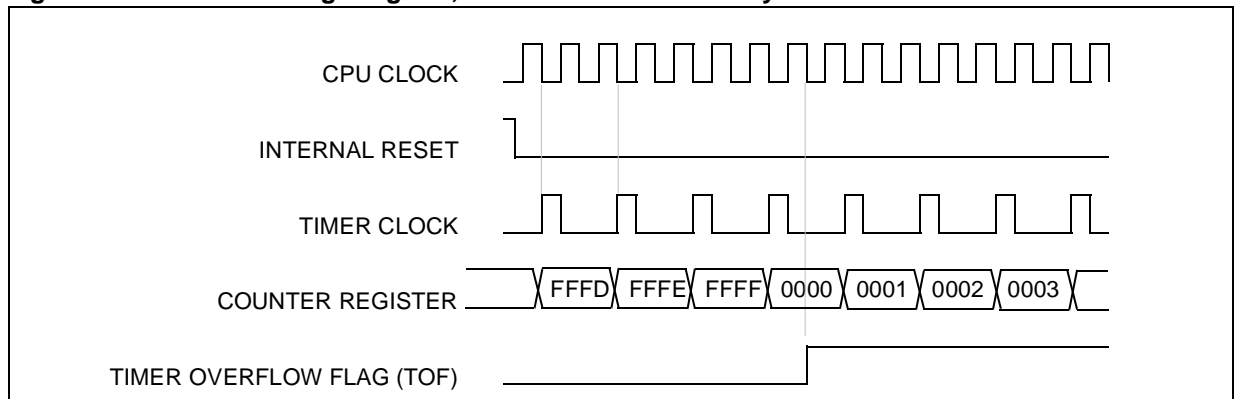 CPU CLOCK
INTERNAL RESET
TIMER CLOCK
COUNTER REGISTER FFFD FFFE FFFF 0000 0001 0002 0003
TIMER OVERFLOW FLAG (TOF)